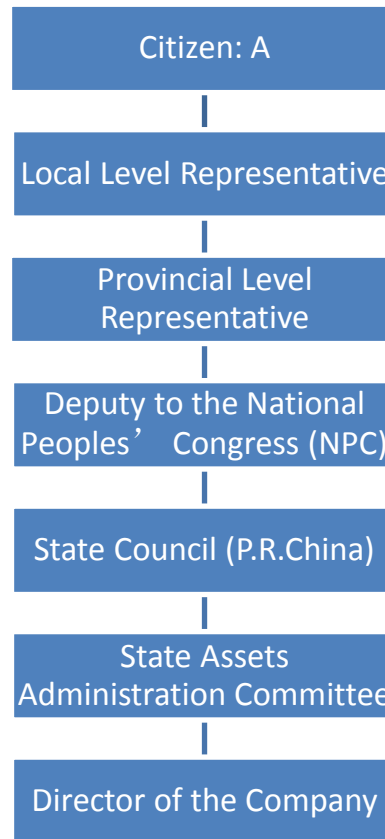 Citizen: A
Local Level Representative
Provincial Level
Representative
Deputy to the National
Peoples’ Congress (NPC)
State Council (P.R.China)
State Assets
Administration Committee
Director of the Company